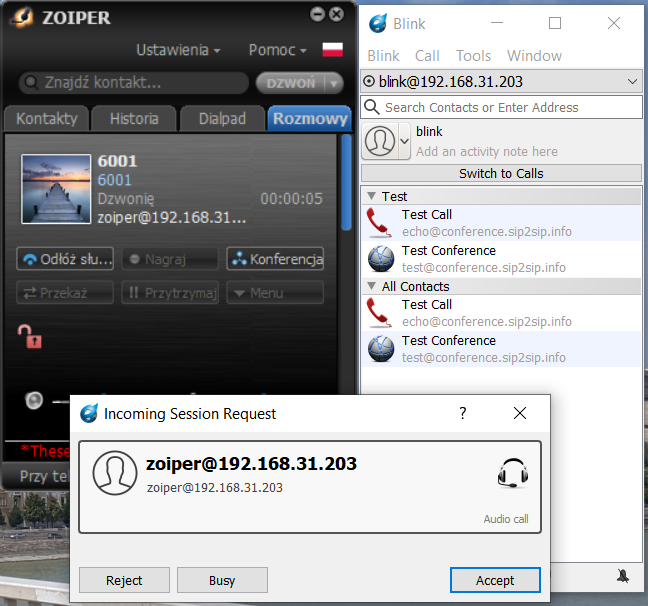 ZOIPER
Ustawienia
Pomoc
Znajdź kontakt...
DZWOŃ
Kontakty
Historia
Dialpad
Rozmowy
6001
6001
Dzwonię
00:00:05
zoiper@192.168.31...
Odłóż słu...
Nagraj
Konferencja
Przekaż
Przytrzymaj
Menu
*These
Przy tel
Blink
Blink Call Tools Window
blink@192.168.31.203
Search Contacts or Enter Address
blink
Add an activity note here
Switch to Calls
Test
Test Call
echo@conference.sip2sip.info
Test Conference
test@conference.sip2sip.info
All Contacts
Test Call
echo@conference.sip2sip.info
Test Conference
test@conference.sip2sip.info
Incoming Session Request
?
zoiper@192.168.31.203
zoiper@192.168.31.203
Audio call
Reject
Busy
Accept